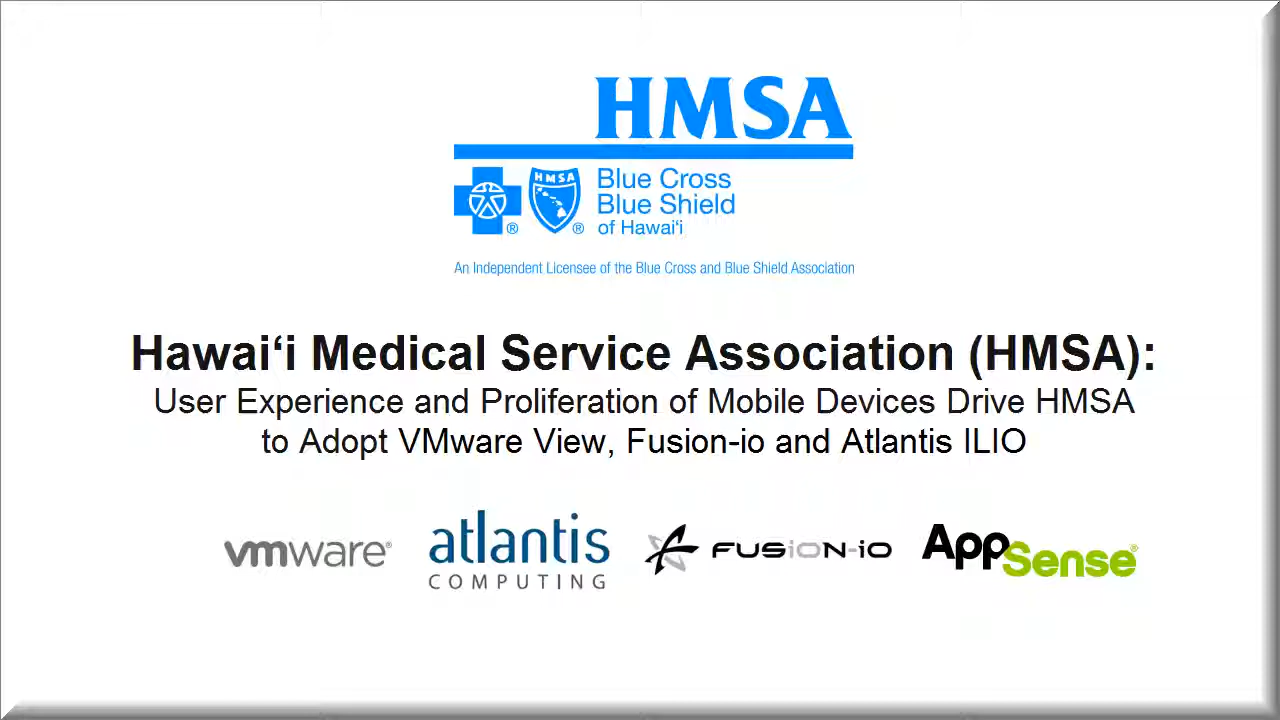 HMSA
HMSA
Blue Cross
Blue Shield
of Hawai‘i
® ®
An Independent Licensee of the Blue Cross and Blue Shield Association
Hawai‘i Medical Service Association (HMSA):
User Experience and Proliferation of Mobile Devices Drive HMSA
to Adopt VMware View, Fusion-io and Atlantis ILIO
vmware®
atlantis
COMPUTING
FUSION-iO
AppSense®